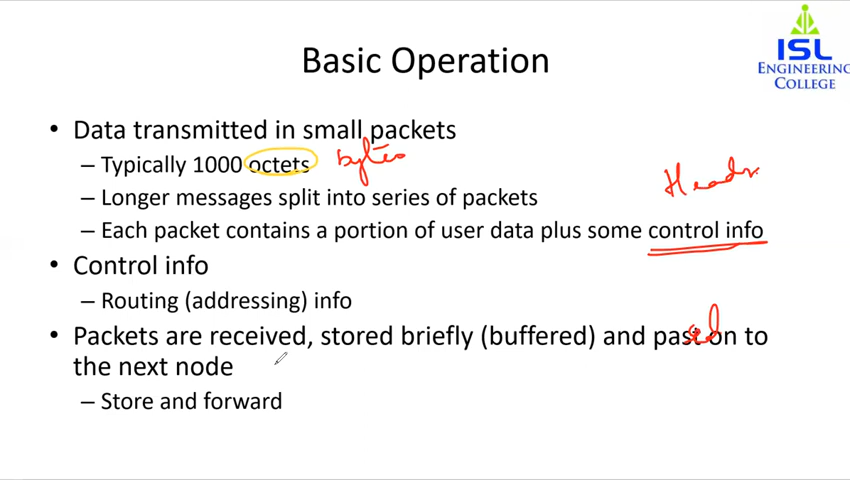 ISL
ENGINEERING
COLLEGE
Basic Operation
• Data transmitted in small packets
– Typically 1000 octets bytes
– Longer messages split into series of packets
– Each packet contains a portion of user data plus some control info
• Control info
– Routing (addressing) info
• Packets are received, stored briefly (buffered) and past on to
the next node
– Store and forward